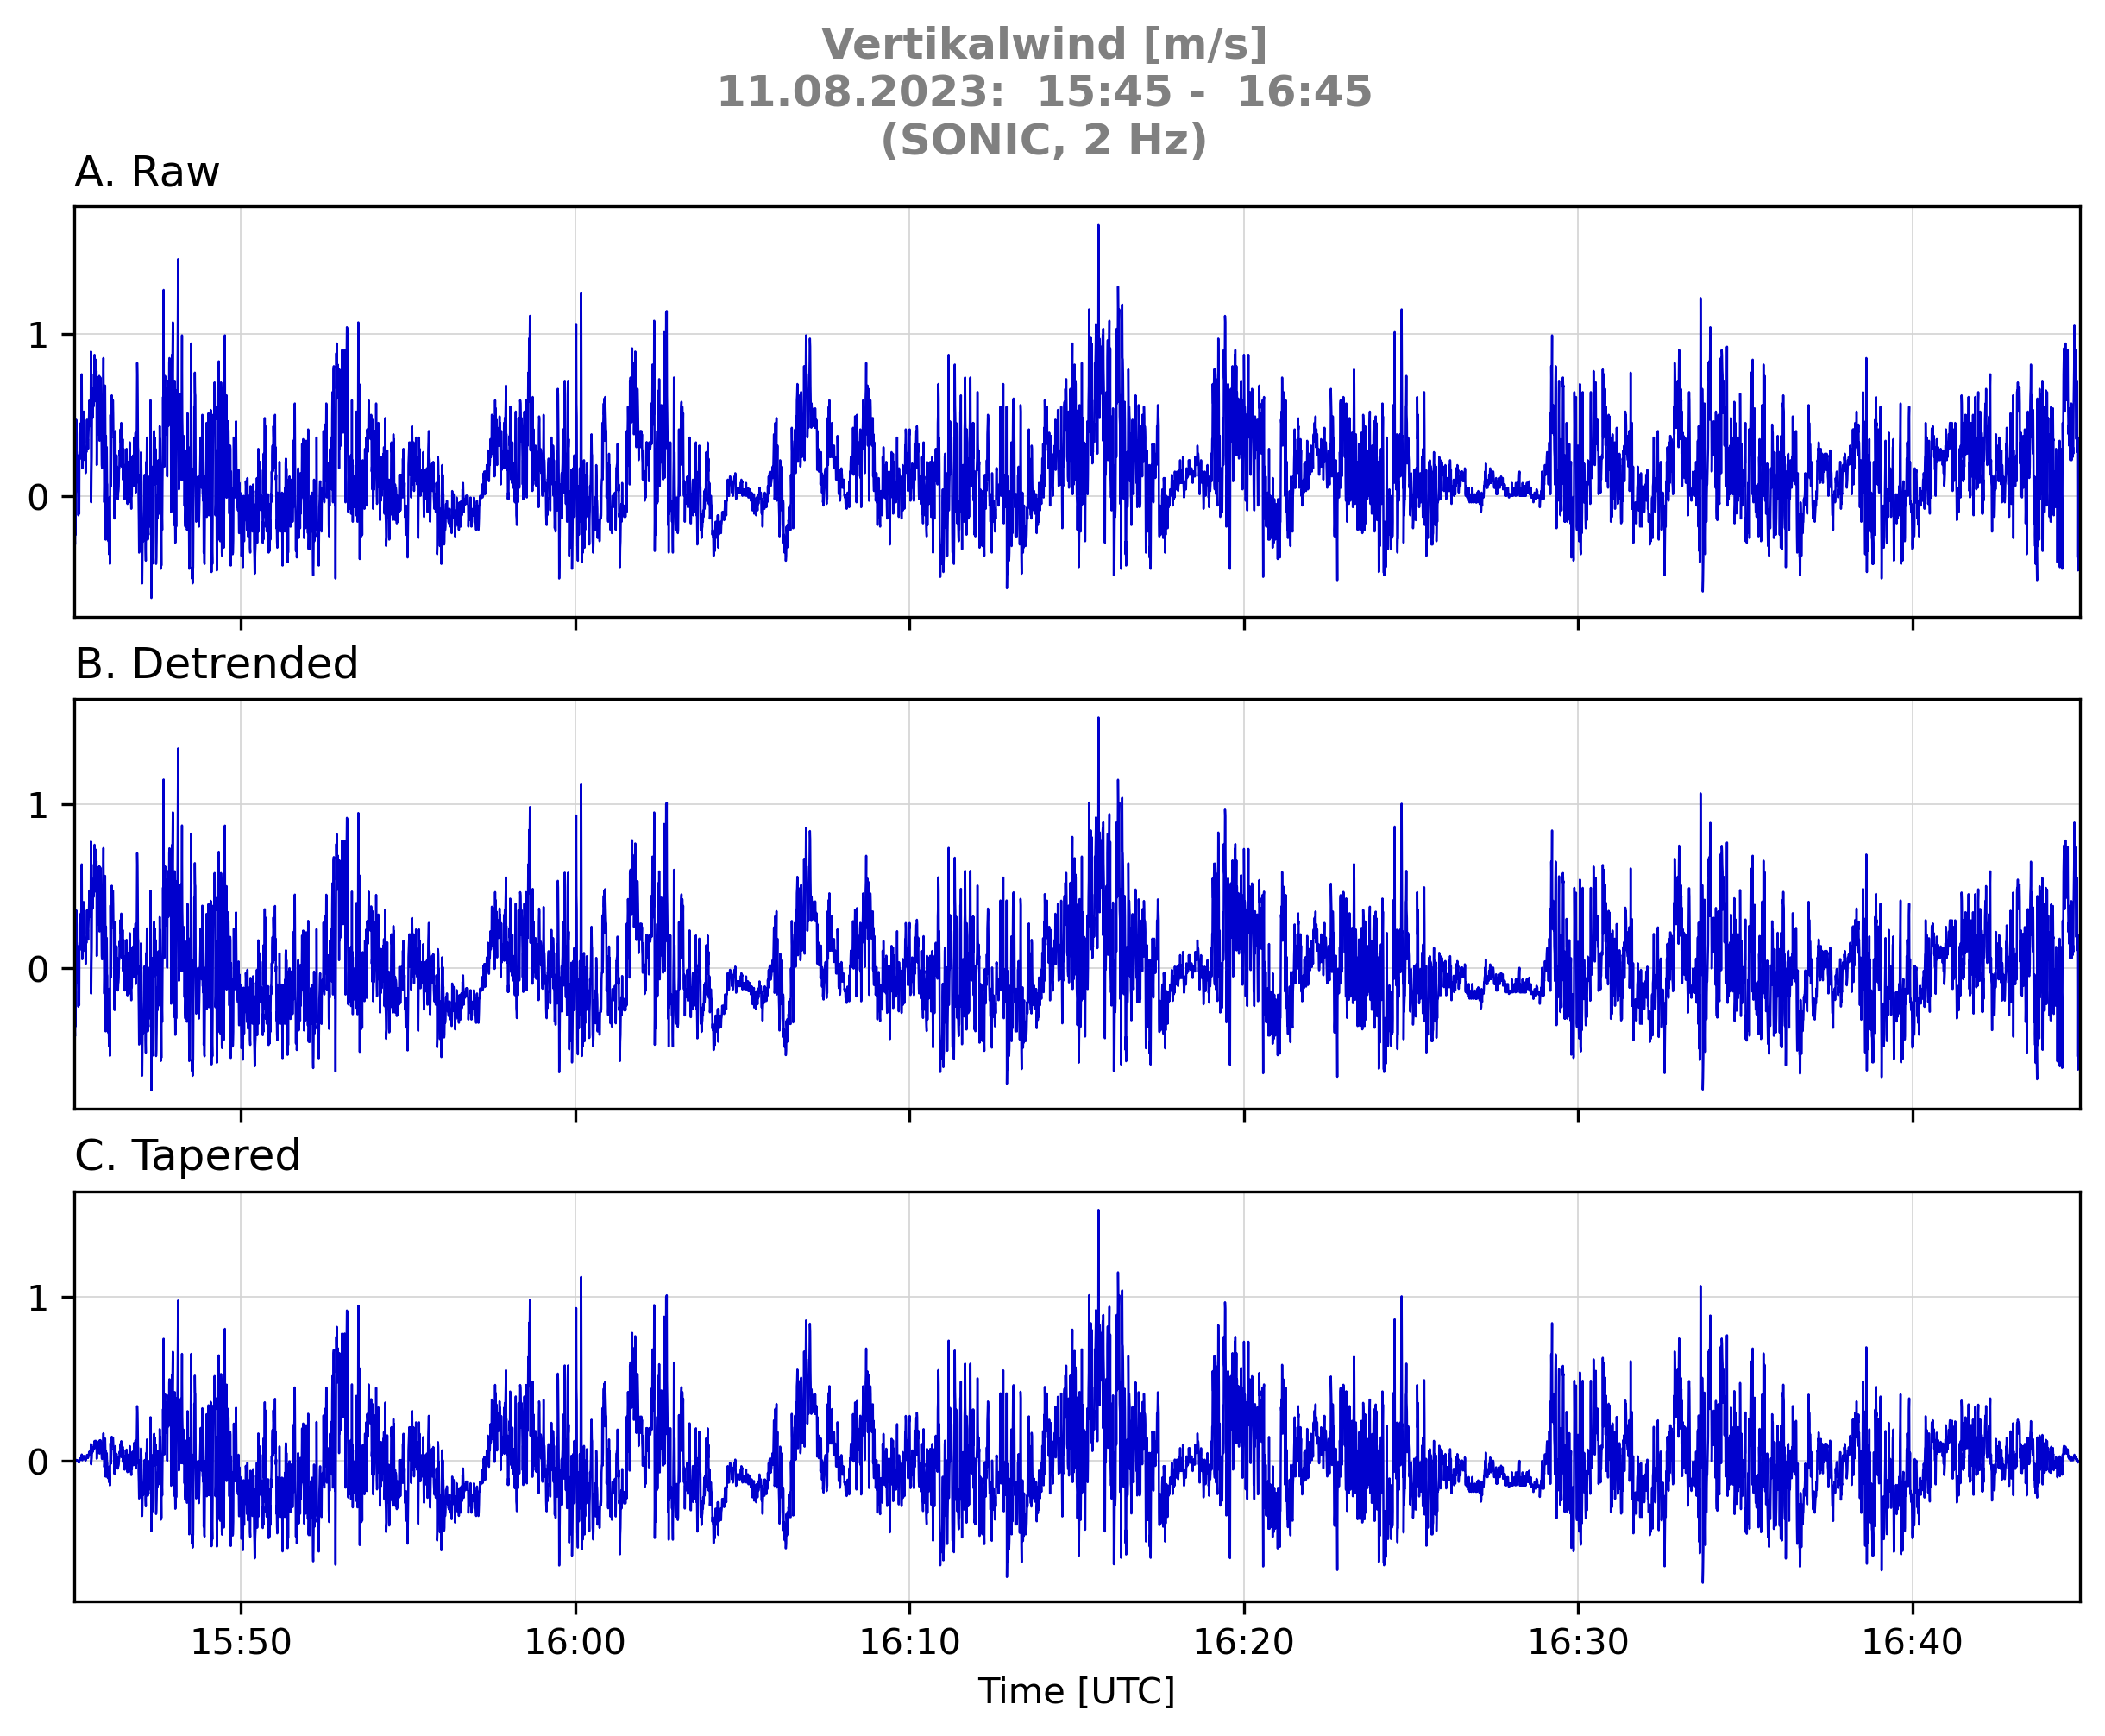 Vertikalwind [m/s]
11.08.2023:  15:45 -  16:45
(SONIC, 2 Hz)
A. Raw
1
0
B. Detrended
1
0
C. Tapered
1
0
15:50 16:00 16:10 16:20 16:30 16:40
Time [UTC]